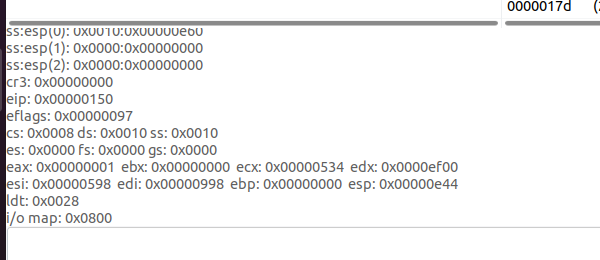 0000017d (
ss:esp(0): 0x0010:0x00000e60
ss:esp(1): 0x0000:0x00000000
ss:esp(2): 0x0000:0x00000000
cr3: 0x00000000
eip: 0x00000150
eflags: 0x00000097
cs: 0x0008 ds: 0x0010 ss: 0x0010
es: 0x0000 fs: 0x0000 gs: 0x0000
eax: 0x00000001 ebx: 0x00000000 ecx: 0x00000534 edx: 0x0000ef00
esi: 0x00000598 edi: 0x00000998 ebp: 0x00000000 esp: 0x00000e44
ldt: 0x0028
i/o map: 0x0800